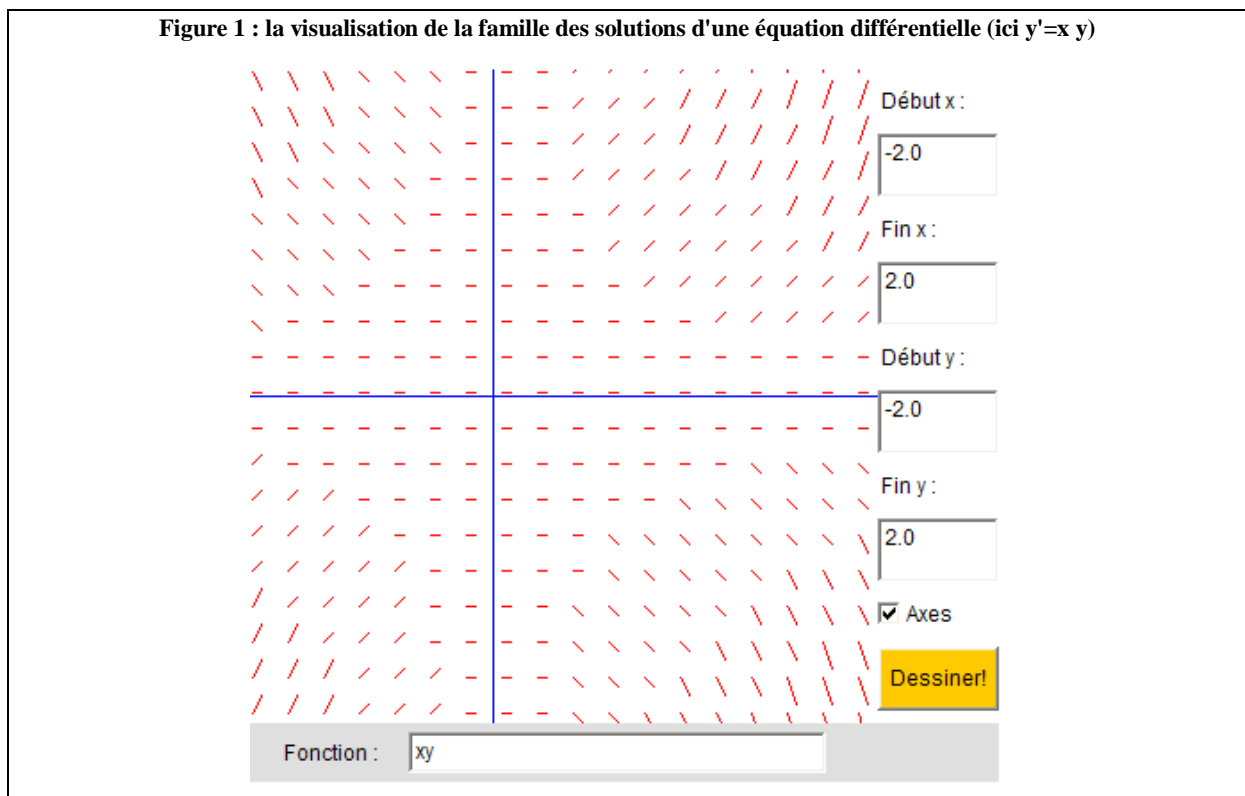 Figure 1 : la visualisation de la famille des solutions d'une équation différentielle (ici y'=x y)
Début x :
-2.0
Fin x :
2.0
Début y :
-2.0
Fin y :
2.0
Axes
Dessiner!
Fonction :
xy